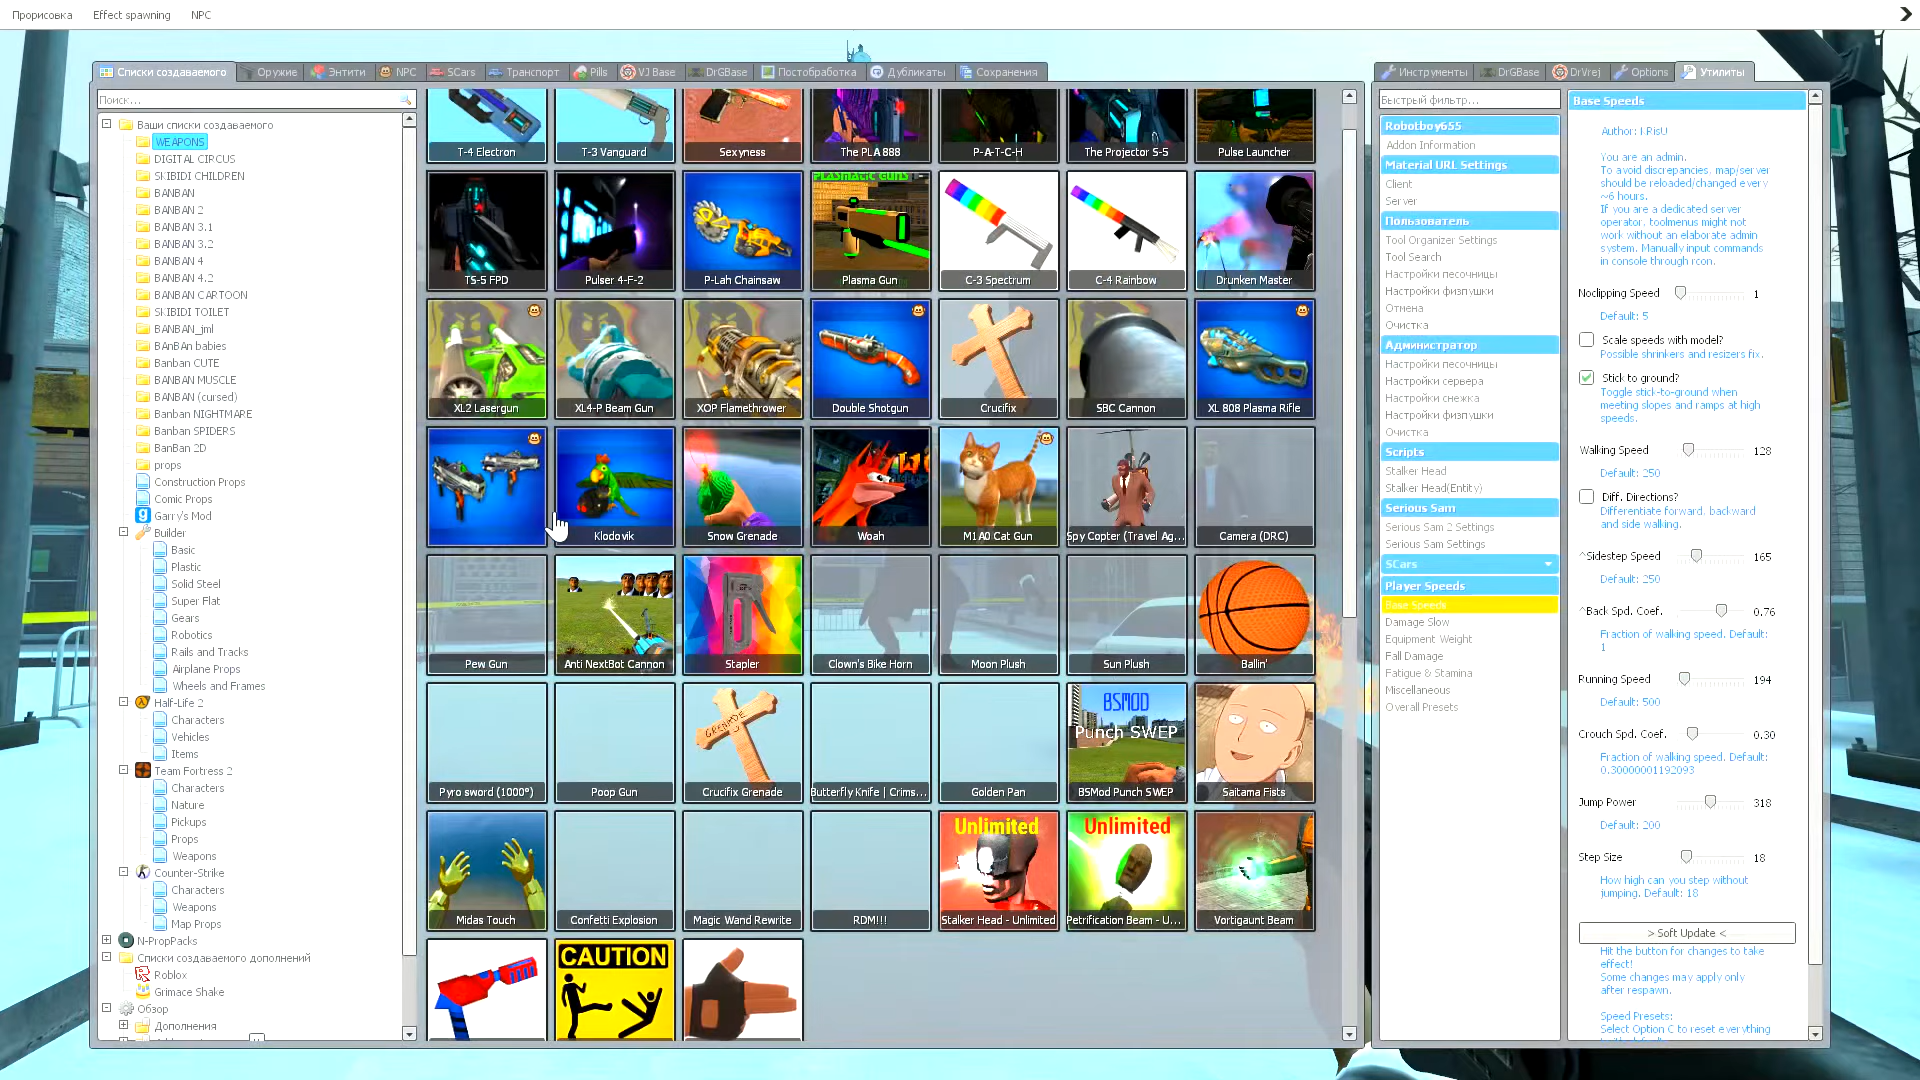 Прорисовка Effect spawning NPC
Списки создаваемого Оружие Энтити NPC SCars Транспорт Pills VJ Base DrGBase Постобработка Дубликаты Сохранения
Поиск...
Ваши списки создаваемого
WEAPONS
DIGITAL CIRCUS
SKIBIDI CHILDREN
BANBAN
BANBAN 2
BANBAN 3.1
BANBAN 3.2
BANBAN 4
BANBAN 4.2
BANBAN CARTOON
SKIBIDI TOILET
BANBAN_jml
BAnBAn babies
Banban CUTE
BANBAN MUSCLE
BANBAN (cursed)
Banban NIGHTMARE
Banban SPIDERS
BanBan 2D
props
Construction Props
Comic Props
Garry's Mod
Builder
Basic
Plastic
Solid Steel
Super Flat
Gears
Robotics
Rails and Tracks
Airplane Props
Wheels and Frames
Half-Life 2
Characters
Vehicles
Items
Team Fortress 2
Characters
Nature
Pickups
Props
Weapons
Counter-Strike
Characters
Weapons
Map Props
N-PropPacks
Списки создаваемого дополнений
Roblox
Grimace Shake
Обзор
Дополнения
T-4 Electron T-3 Vanguard Sexyness The PLA 888 P-A-T-C-H The Projector S-5 Pulse Launcher
PLASMATIC GUNS
TS-5 FPD Pulser 4-F-2 P-Lah Chainsaw Plasma Gun C-3 Spectrum C-4 Rainbow Drunken Master
XL2 Lasergun XL4-P Beam Gun XOP Flamethrower Double Shotgun Crucifix SBC Cannon XL 808 Plasma Rifle
Klodovik Snow Grenade Woah M1A0 Cat Gun Spy Copter (Travel Ag... Camera (DRC)
Pew Gun Anti NextBot Cannon Stapler Clown's Bike Horn Moon Plush Sun Plush Ballin'
GRENADE
BSMOD
Punch SWEP
Pyro sword (1000°) Poop Gun Crucifix Grenade Butterfly Knife | Crims... Golden Pan BSMod Punch SWEP Saitama Fists
Unlimited Unlimited
Midas Touch Confetti Explosion Magic Wand Rewrite RDM!!! Stalker Head - Unlimited Petrification Beam - U... Vortigaunt Beam
CAUTION
Инструменты DrGBase DrVrej Options Утилиты
Быстрый фильтр...
Robotboy655
Addon Information
Material URL Settings
Client
Server
Пользователь
Tool Organizer Settings
Tool Search
Настройки песочницы
Настройки физпушки
Отмена
Очистка
Администратор
Настройки песочницы
Настройки сервера
Настройки снежка
Настройки физпушки
Очистка
Scripts
Stalker Head
Stalker Head(Entity)
Serious Sam
Serious Sam 2 Settings
Serious Sam Settings
SCars
Player Speeds
Base Speeds
Damage Slow
Equipment Weight
Fall Damage
Fatigue & Stamina
Miscellaneous
Overall Presets
Base Speeds
Author: KRisU
You are an admin.
To avoid discrepancies, map/server
should be reloaded/changed every
~6 hours.
If you are a dedicated server
operator, toolmenus might not
work without an elaborate admin
system. Manually input commands
in console through rcon.
Noclipping Speed 1
Default: 5
Scale speeds with model?
Possible shrinkers and resizers fix.
Stick to ground?
Toggle stick-to-ground when
meeting slopes and ramps at high
speeds.
Walking Speed 128
Default: 250
Diff. Directions?
Differentiate forward, backward
and side walking.
^Sidestep Speed 165
Default: 250
^Back Spd. Coef. 0.76
Fraction of walking speed. Default:
1
Running Speed 194
Default: 500
Crouch Spd. Coef. 0.30
Fraction of walking speed. Default:
0.30000001192093
Jump Power 318
Default: 200
Step Size 18
How high can you step without
jumping. Default: 18
> Soft Update <
Hit the button for changes to take
effect!
Some changes may apply only
after respawn.
Speed Presets:
Select Option C to reset everything